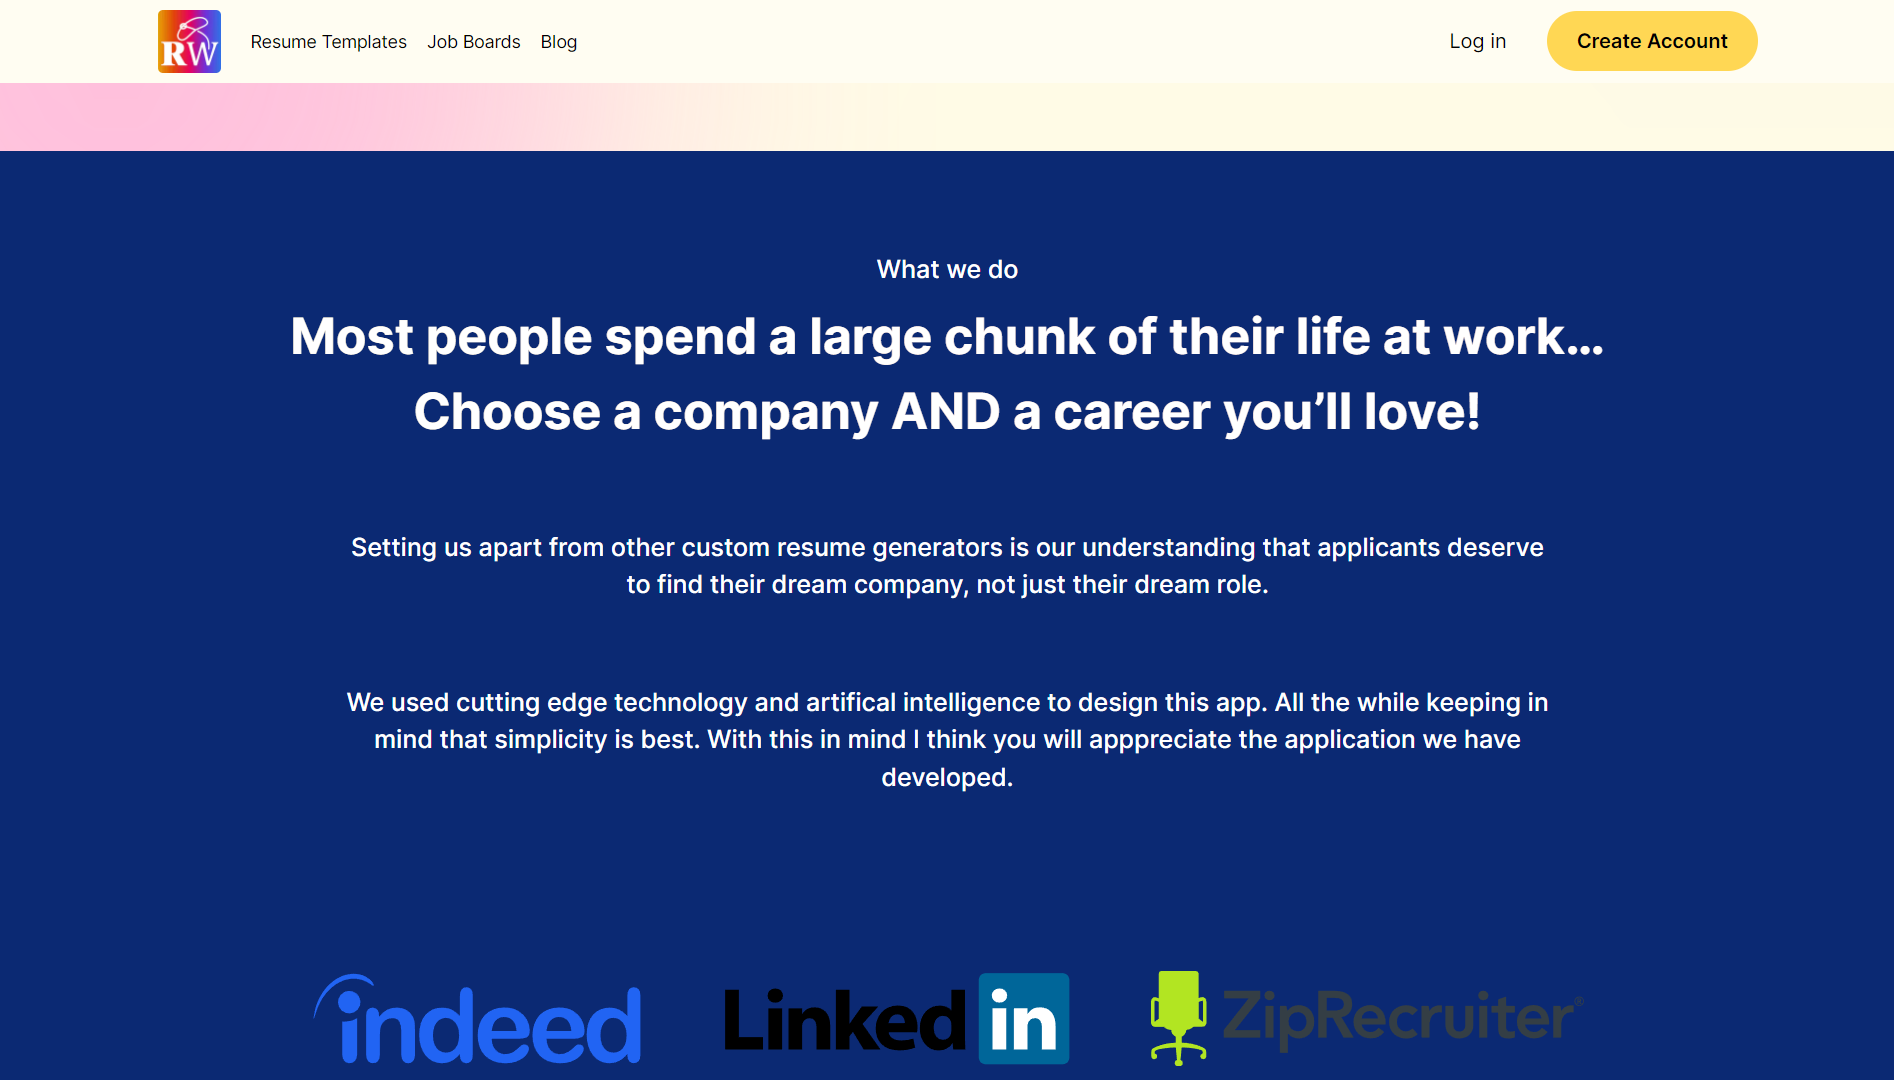 RW
Resume Templates
Job Boards
Blog
Log in
Create Account
What we do
Most people spend a large chunk of their life at work...
Choose a company AND a career you’ll love!
Setting us apart from other custom resume generators is our understanding that applicants deserve
to find their dream company, not just their dream role.
We used cutting edge technology and artifical intelligence to design this app. All the while keeping in
mind that simplicity is best. With this in mind I think you will apppreciate the application we have
developed.
indeed
Linked in
ZipRecruiter®